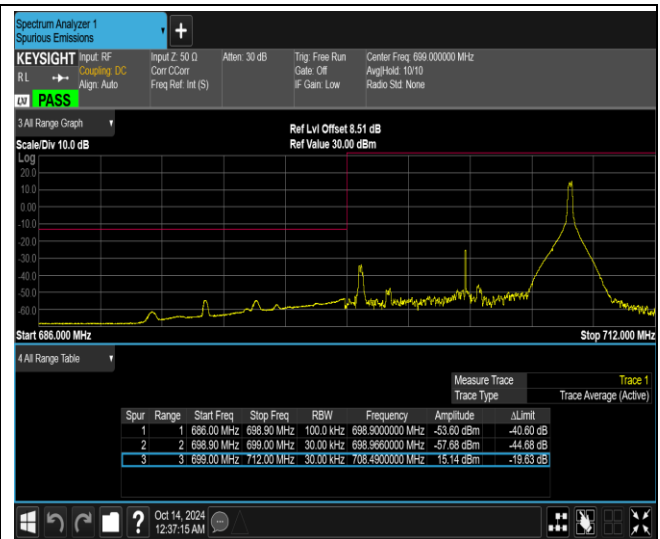 Spectrum Analyzer 1
Spurious Emissions
+
KEYSIGHT Input: RF Input Z: 50 Ω Atten: 30 dB Trig: Free Run Center Freq: 699.000000 MHz
RL Coupling: DC Corr CCorr Gate: Off Avg|Hold: 10/10
Align: Auto Freq Ref: Int (S) IF Gain: Low Radio Std: None
LXI PASS
3 All Range Graph
Ref Lvl Offset 8.51 dB
Scale/Div 10.0 dB Ref Value 30.00 dBm
Log
20.0
10.0
0.00
-10.0
-20.0
-30.0
-40.0
-50.0
-60.0
Start 686.000 MHz Stop 712.000 MHz
4 All Range Table
Measure Trace Trace 1
Trace Type Trace Average (Active)
Spur Range Start Freq Stop Freq RBW Frequency Amplitude ΔLimit
1 1 686.00 MHz 698.90 MHz 100.0 kHz 698.9000000 MHz -53.60 dBm -40.60 dB
2 2 698.90 MHz 699.00 MHz 30.00 kHz 698.9660000 MHz -57.68 dBm -44.68 dB
3 3 699.00 MHz 712.00 MHz 30.00 kHz 708.4900000 MHz 15.14 dBm -19.63 dB
? Oct 14, 2024
12:37:15 AM